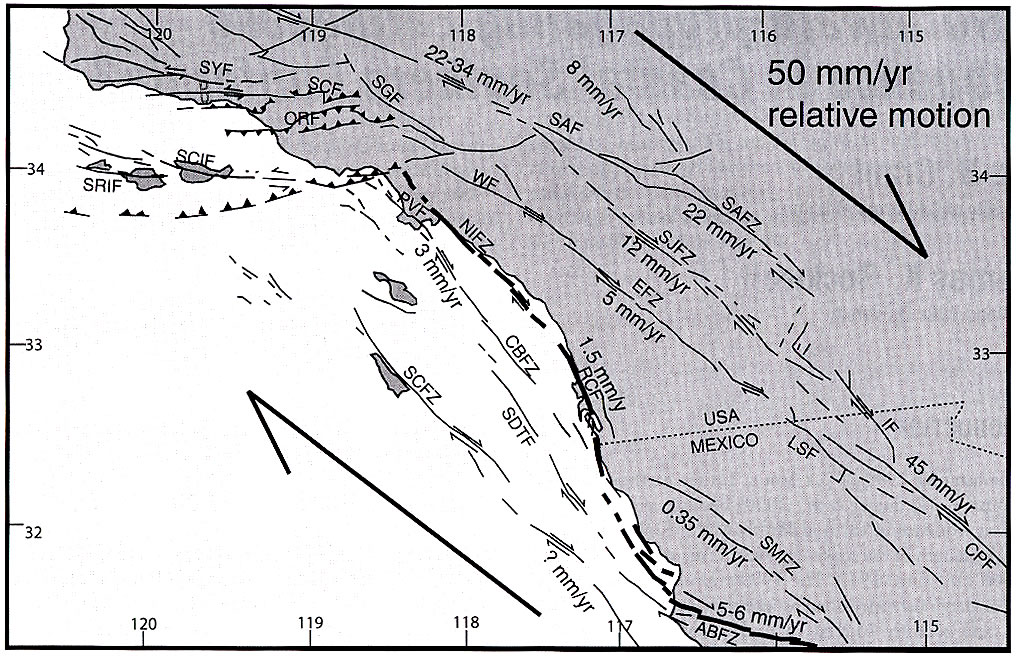 120
119
118
117
116
115
50 mm/yr
relative motion
SYF
SCF
SGF
22-34 mm/yr
8 mm/yr
ORF
SAF
34
SCIF
SRIF
WF
34
PVF
NIFZ
SAFZ
22 mm/yr
3 mm/yr
SJFZ
12 mm/yr
EFZ
5 mm/yr
33
CBFZ
1.5 mm/y
RCF
33
SCFZ
SDTF
USA
MEXICO
LSF
IF
45 mm/yr
32
0.35 mm/yr
SMFZ
CPF
? mm/yr
5-6 mm/yr
ABFZ
120
119
118
117
115